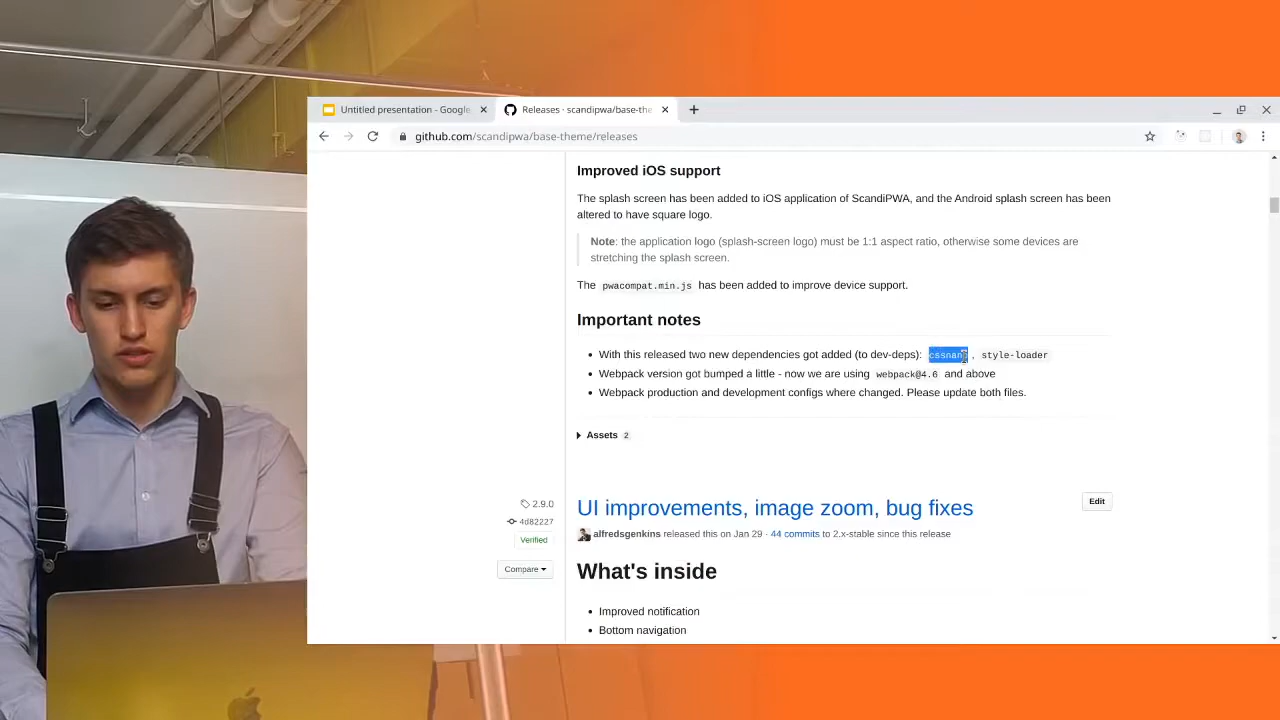 Untitled presentation - Google
Releases · scandipwa/base-the
github.com/scandipwa/base-theme/releases
Improved iOS support
The splash screen has been added to iOS application of ScandiPWA, and the Android splash screen has been
altered to have square logo.
Note: the application logo (splash-screen logo) must be 1:1 aspect ratio, otherwise some devices are
stretching the splash screen.
The pwacompat.min.js has been added to improve device support.
Important notes
With this released two new dependencies got added (to dev-deps): cssnano , style-loader
Webpack version got bumped a little - now we are using webpack@4.6 and above
Webpack production and development configs where changed. Please update both files.
Assets 2
2.9.0
4d82227
Verified
Compare
UI improvements, image zoom, bug fixes
Edit
alfredsgenkins released this on Jan 29 · 44 commits to 2.x-stable since this release
What's inside
Improved notification
Bottom navigation